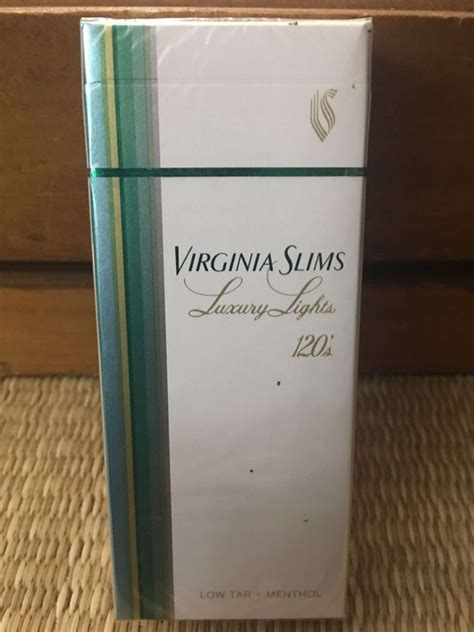 VIRGINIA SLIMS
Luxury Lights
120's
LOW TAR • MENTHOL